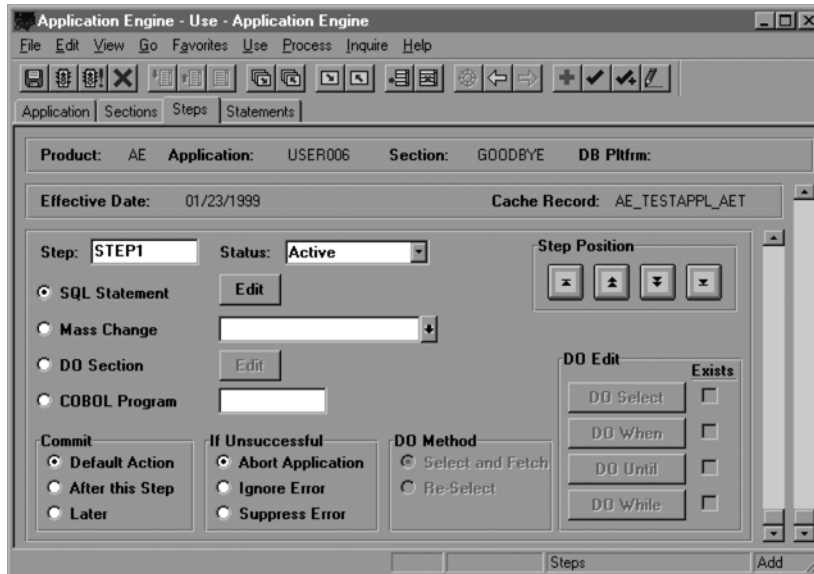 Application Engine - Use - Application Engine
File Edit View Go Favorites Use Process Inquire Help
Application Sections Steps Statements
Product: AE Application: USER006 Section: GOODBYE DB Pltfrm:
Effective Date: 01/23/1999 Cache Record: AE_TESTAPPL_AET
Step: STEP1 Status: Active Step Position
SQL Statement Edit
Mass Change
DO Section Edit
COBOL Program
DO Edit Exists
DO Select
DO When
DO Until
DO While
Commit
Default Action
After this Step
Later
If Unsuccessful
Abort Application
Ignore Error
Suppress Error
DO Method
Select and Fetch
Re-Select
Steps Add